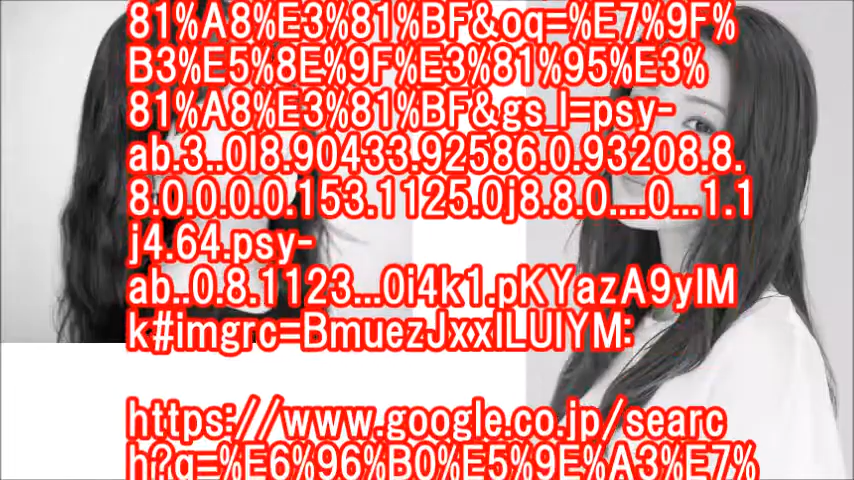 81%A8%E3%81%BF&oq=%E7%9F%
B3%E5%8E%9F%E3%81%95%E3%
81%A8%E3%81%BF&gs_l=psy-
ab.3..0l8.90433.92586.0.93208.8.
8.0.0.0.0.153.1125.0j8.8.0....0...1.1
j4.64.psy-
ab..0.8.1123...0i4k1.pKYazA9ylM
k#imgrc=BmuezJxxILUIYM:
https://www.google.co.jp/searc
h?q=%E6%96%B0%E5%9E%A3%E7%